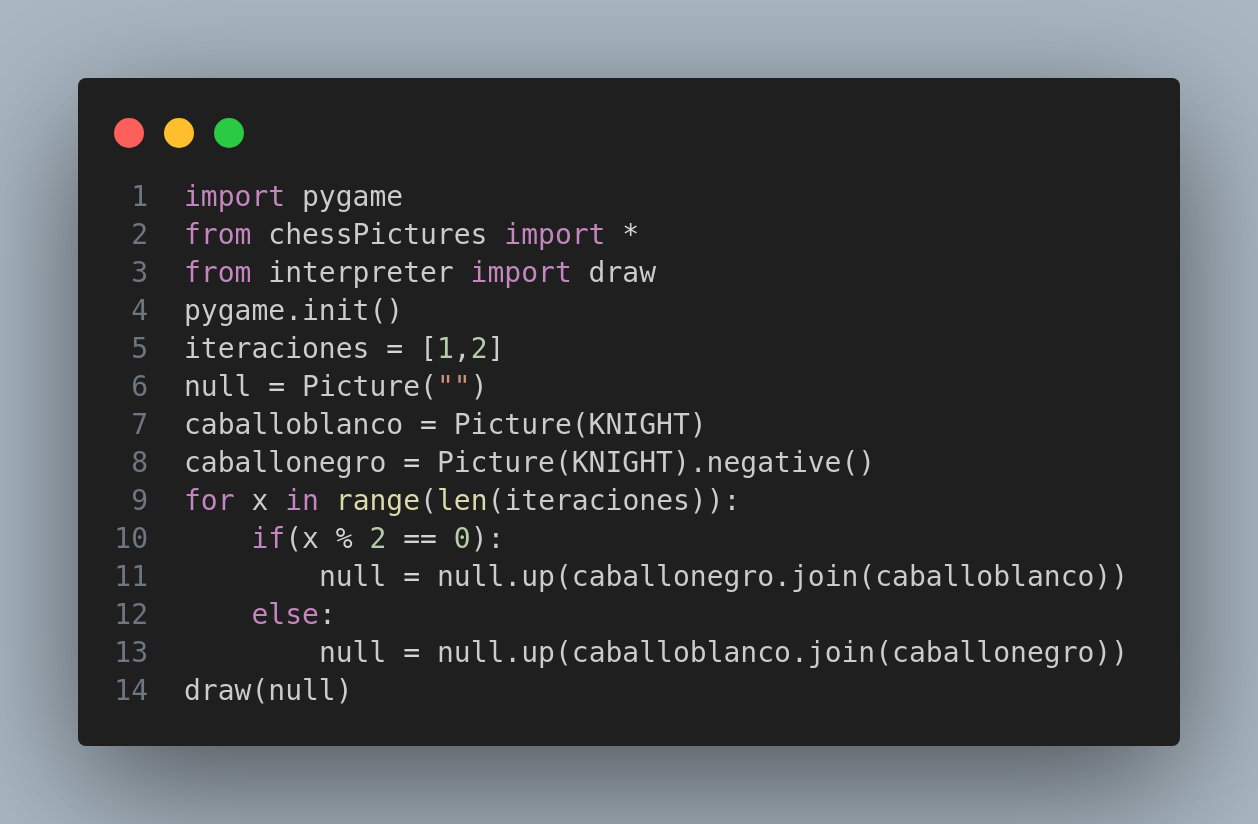 1 import pygame
2 from chessPictures import *
3 from interpreter import draw
4 pygame.init()
5 iteraciones = [1,2]
6 null = Picture("")
7 caballoblanco = Picture(KNIGHT)
8 caballonegro = Picture(KNIGHT).negative()
9 for x in range(len(iteraciones)):
10     if(x % 2 == 0):
11         null = null.up(caballonegro.join(caballoblanco))
12     else:
13         null = null.up(caballoblanco.join(caballonegro))
14 draw(null)